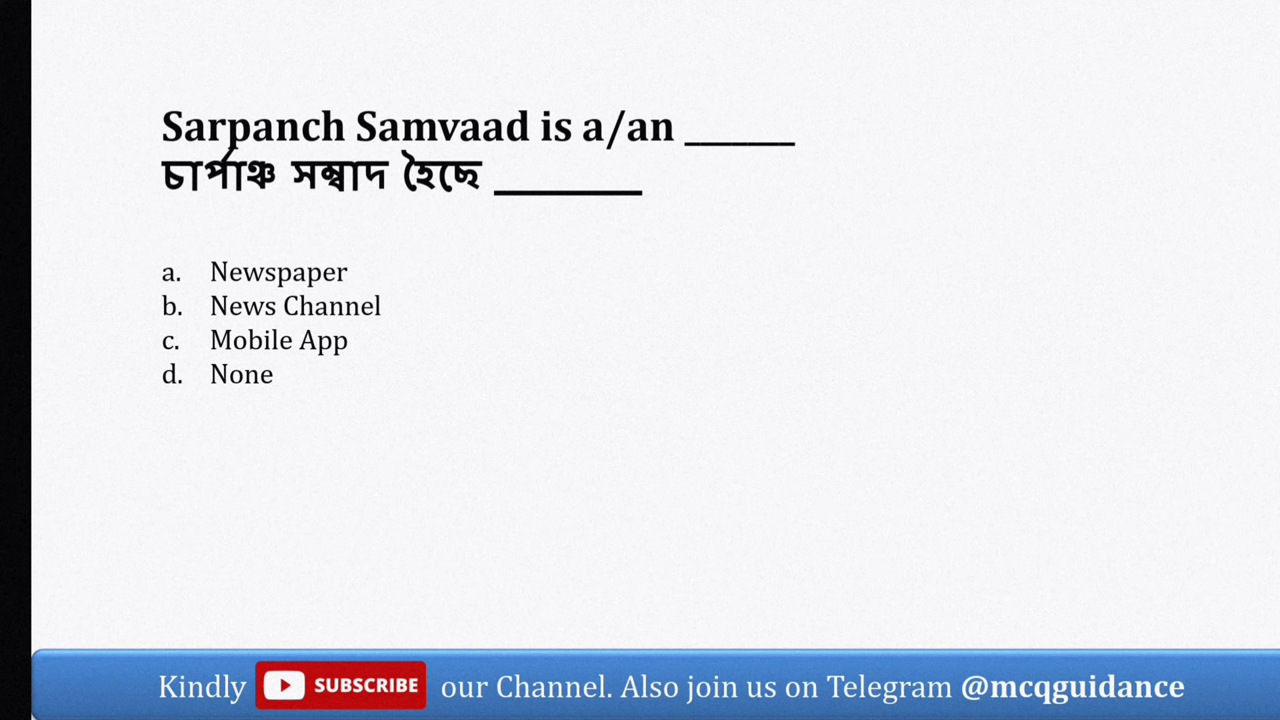 Sarpanch Samvaad is a/an ______
চাৰ্পাঞ্চ সম্বাদ হৈছে ________
a. Newspaper
b. News Channel
c. Mobile App
d. None
Kindly SUBSCRIBE our Channel. Also join us on Telegram @mcqguidance